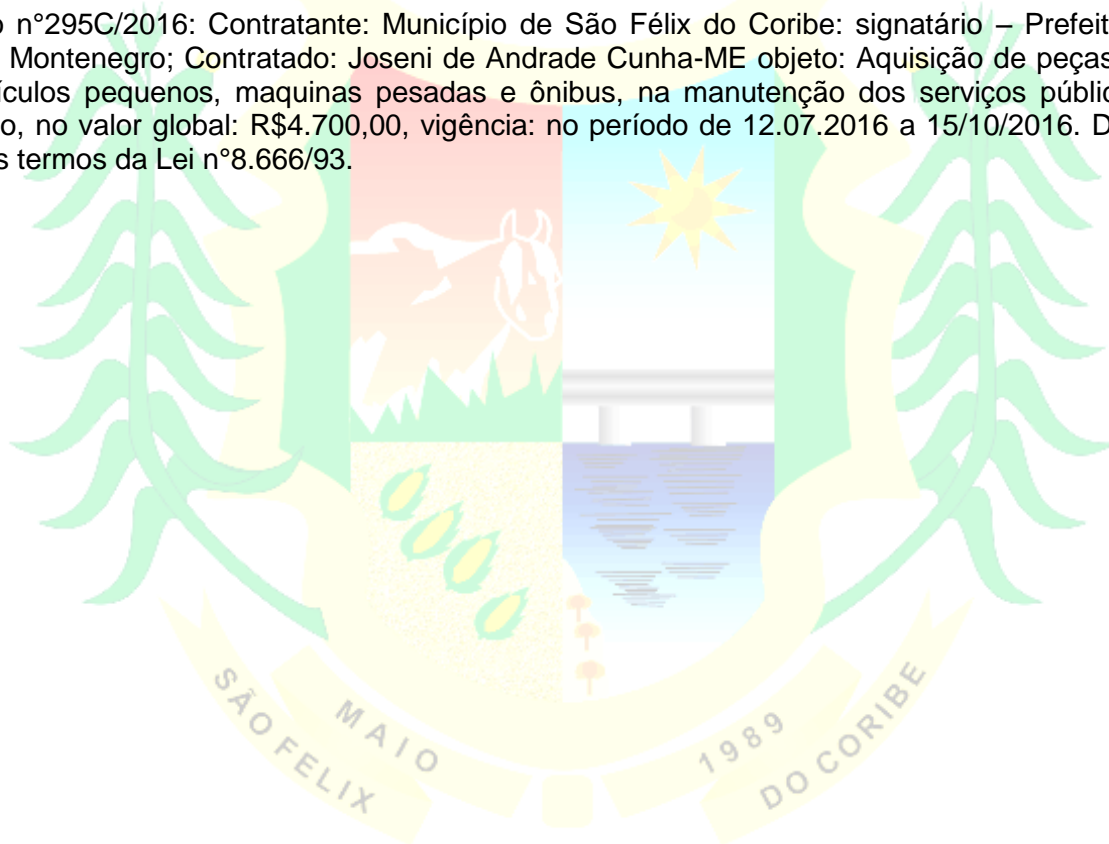 o n°295C/2016: Contratante: Município de São Félix do Coribe: signatário – Prefeit
Montenegro; Contratado: Joseni de Andrade Cunha-ME objeto: Aquisição de peças
ículos pequenos, maquinas pesadas e ônibus, na manutenção dos serviços públic
o, no valor global: R$4.700,00, vigência: no período de 12.07.2016 a 15/10/2016. D
s termos da Lei n°8.666/93.
SÃO FELIX
MAIO
1989
DO CORIBE